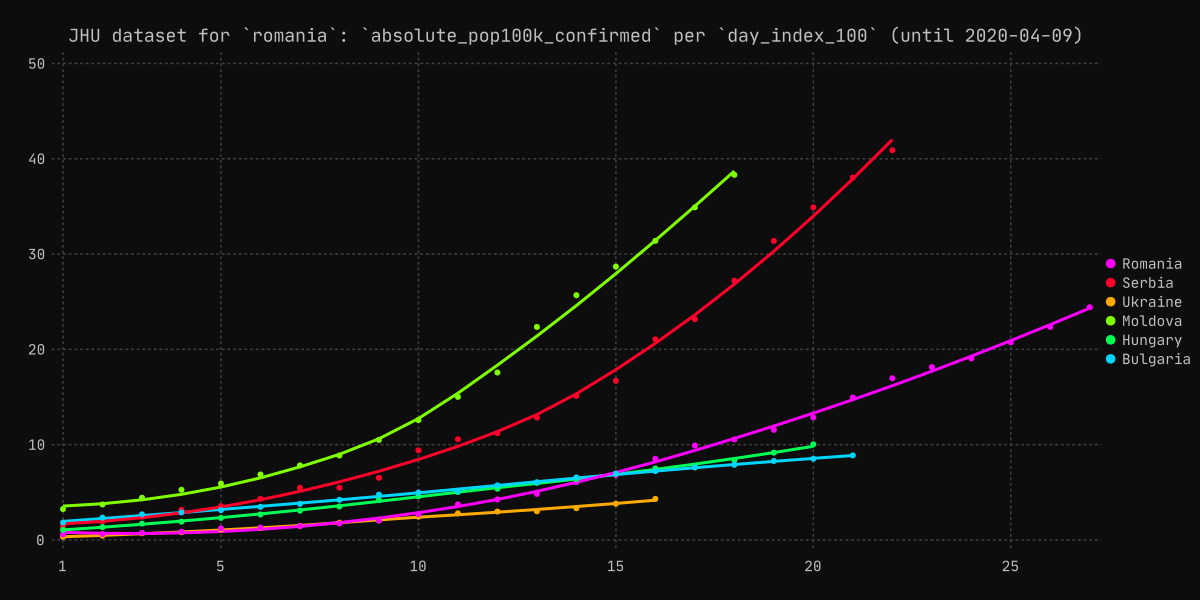 JHU dataset for `romania`: `absolute_pop100k_confirmed` per `day_index_100` (until 2020-04-09)
50
40
30
20
10
0
1 5 10 15 20 25
Romania
Serbia
Ukraine
Moldova
Hungary
Bulgaria